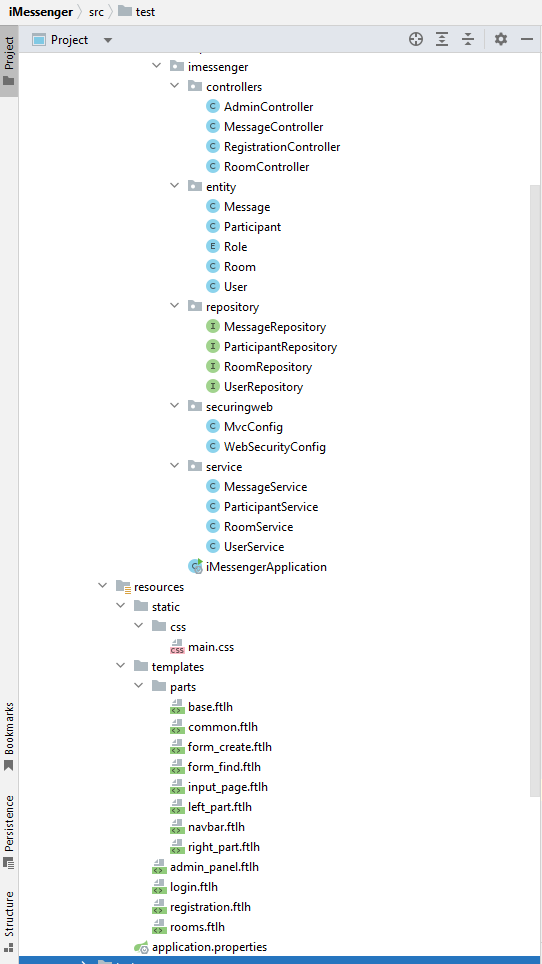 iMessenger src test
Project
Project
imessenger
controllers
AdminController
MessageController
RegistrationController
RoomController
entity
Message
Participant
Role
Room
User
repository
MessageRepository
ParticipantRepository
RoomRepository
UserRepository
securingweb
MvcConfig
WebSecurityConfig
service
MessageService
ParticipantService
RoomService
UserService
iMessengerApplication
resources
static
css
main.css
templates
parts
base.ftlh
common.ftlh
form_create.ftlh
form_find.ftlh
input_page.ftlh
left_part.ftlh
navbar.ftlh
right_part.ftlh
admin_panel.ftlh
login.ftlh
registration.ftlh
rooms.ftlh
application.properties
Bookmarks
Persistence
Structure